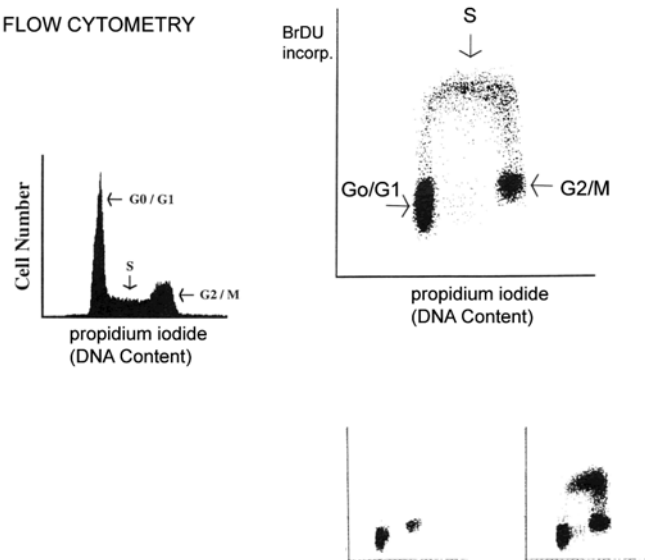 FLOW CYTOMETRY
Cell Number
G0 / G1
S
G2 / M
propidium iodide
(DNA Content)
BrDU
incorp.
S
Go/G1
G2/M
propidium iodide
(DNA Content)